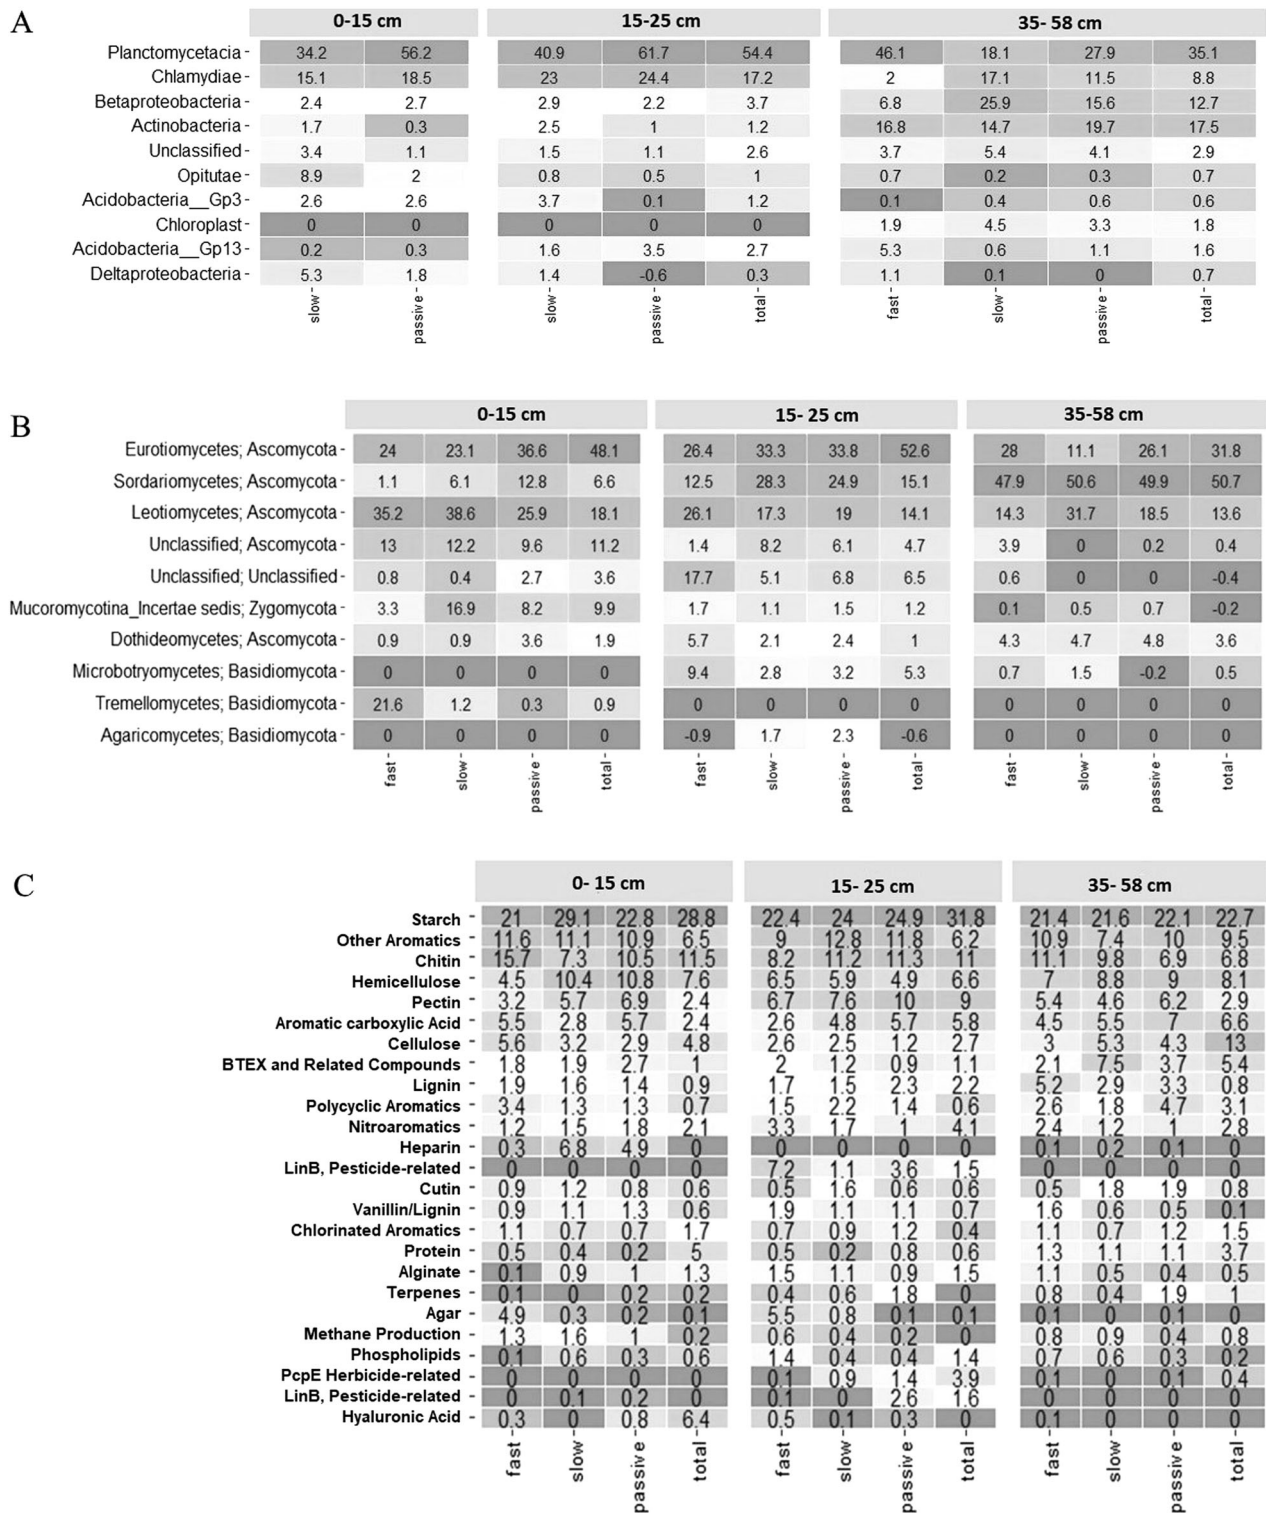 A
0-15 cm 15-25 cm 35- 58 cm
Planctomycetacia 34.2 56.2 40.9 61.7 54.4 46.1 18.1 27.9 35.1
Chlamydiae 15.1 18.5 23 24.4 17.2 2 17.1 11.5 8.8
Betaproteobacteria 2.4 2.7 2.9 2.2 3.7 6.8 25.9 15.6 12.7
Actinobacteria 1.7 0.3 2.5 1 1.2 16.8 14.7 19.7 17.5
Unclassified 3.4 1.1 1.5 1.1 2.6 3.7 5.4 4.1 2.9
Opitutae 8.9 2 0.8 0.5 1 0.7 0.2 0.3 0.7
Acidobacteria__Gp3 2.6 2.6 3.7 0.1 1.2 0.1 0.4 0.6 0.6
Chloroplast 0 0 0 0 0 1.9 4.5 3.3 1.8
Acidobacteria__Gp13 0.2 0.3 1.6 3.5 2.7 5.3 0.6 1.1 1.6
Deltaproteobacteria 5.3 1.8 1.4 -0.6 0.3 1.1 0.1 0 0.7
slow passive slow passive total fast slow passive total
B
0-15 cm 15- 25 cm 35-58 cm
Eurotiomycetes; Ascomycota 24 23.1 36.6 48.1 26.4 33.3 33.8 52.6 28 11.1 26.1 31.8
Sordariomycetes; Ascomycota 1.1 6.1 12.8 6.6 12.5 28.3 24.9 15.1 47.9 50.6 49.9 50.7
Leotiomycetes; Ascomycota 35.2 38.6 25.9 18.1 26.1 17.3 19 14.1 14.3 31.7 18.5 13.6
Unclassified; Ascomycota 13 12.2 9.6 11.2 1.4 8.2 6.1 4.7 3.9 0 0.2 0.4
Unclassified; Unclassified 0.8 0.4 2.7 3.6 17.7 5.1 6.8 6.5 0.6 0 0 -0.4
Mucoromycotina_Incertae sedis; Zygomycota 3.3 16.9 8.2 9.9 1.7 1.1 1.5 1.2 0.1 0.5 0.7 -0.2
Dothideomycetes; Ascomycota 0.9 0.9 3.6 1.9 5.7 2.1 2.4 1 4.3 4.7 4.8 3.6
Microbotryomycetes; Basidiomycota 0 0 0 0 9.4 2.8 3.2 5.3 0.7 1.5 -0.2 0.5
Tremellomycetes; Basidiomycota 21.6 1.2 0.3 0.9 0 0 0 0 0 0 0 0
Agaricomycetes; Basidiomycota 0 0 0 0 -0.9 1.7 2.3 -0.6 0 0 0 0
fast slow passive total fast slow passive total fast slow passive total
C
0- 15 cm 15- 25 cm 35- 58 cm
Starch 21 29.1 22.8 28.8 22.4 24 24.9 31.8 21.4 21.6 22.1 22.7
Other Aromatics 11.6 11.1 10.9 6.5 9 12.8 11.8 6.2 10.9 7.4 10 9.5
Chitin 15.7 7.3 10.5 11.5 8.2 11.2 11.3 11 11.1 9.8 6.9 6.8
Hemicellulose 4.5 10.4 10.8 7.6 6.5 5.9 4.9 6.6 7 8.8 9 8.1
Pectin 3.2 5.7 6.9 2.4 6.7 7.6 10 9 5.4 4.6 6.2 2.9
Aromatic carboxylic Acid 5.5 2.8 5.7 2.4 2.6 4.8 5.7 5.8 4.5 5.5 7 6.6
Cellulose 5.6 3.2 2.9 4.8 2.6 2.5 1.2 2.7 3 5.3 4.3 13
BTEX and Related Compounds 1.8 1.9 2.7 1 2 1.2 0.9 1.1 2.1 7.5 3.7 5.4
Lignin 1.9 1.6 1.4 0.9 1.7 1.5 2.3 2.2 5.2 2.9 3.3 0.8
Polycyclic Aromatics 3.4 1.3 1.3 0.7 1.5 2.2 1.4 0.6 2.6 1.8 4.7 3.1
Nitroaromatics 1.2 1.5 1.8 2.1 3.3 1.7 1 4.1 2.4 1.2 1 2.8
Heparin 0.3 6.8 4.9 0 0 0 0 0 0.1 0.2 0.1 0
LinB, Pesticide-related 0 0 0 0 7.2 1.1 3.6 1.5 0 0 0 0
Cutin 0.9 1.2 0.8 0.6 0.5 1.6 0.6 0.6 0.5 1.8 1.9 0.8
Vanillin/Lignin 0.9 1.1 1.3 0.6 1.9 1.1 1.1 0.7 1.6 0.6 0.5 0.1
Chlorinated Aromatics 1.1 0.7 0.7 1.7 0.7 0.9 1.2 0.4 1.1 0.7 1.2 1.5
Protein 0.5 0.4 0.2 5 0.5 0.2 0.8 0.6 1.3 1.1 1.1 3.7
Alginate 0.1 0.9 1 1.3 1.5 1.1 0.9 1.5 1.1 0.5 0.4 0.5
Terpenes 0.1 0 0.2 0.2 0.4 0.6 1.8 0 0.8 0.4 1.9 1
Agar 4.9 0.3 0.2 0.1 5.5 0.8 0.1 0.1 0.1 0 0.1 0
Methane Production 1.3 1.6 1 0.2 0.6 0.4 0.2 0 0.8 0.9 0.4 0.8
Phospholipids 0.1 0.6 0.3 0.6 1.4 0.4 0.4 1.4 0.7 0.6 0.3 0.2
PcpE Herbicide-related 0 0 0 0 0.1 0.9 1.4 3.9 0.1 0 0.1 0.4
LinB, Pesticide-related 0 0.1 0.2 0 0.1 0 2.6 1.6 0 0 0 0
Hyaluronic Acid 0.3 0 0.8 6.4 0.5 0.1 0.3 0 0.1 0 0 0
fast slow passive total fast slow passive total fast slow passive total